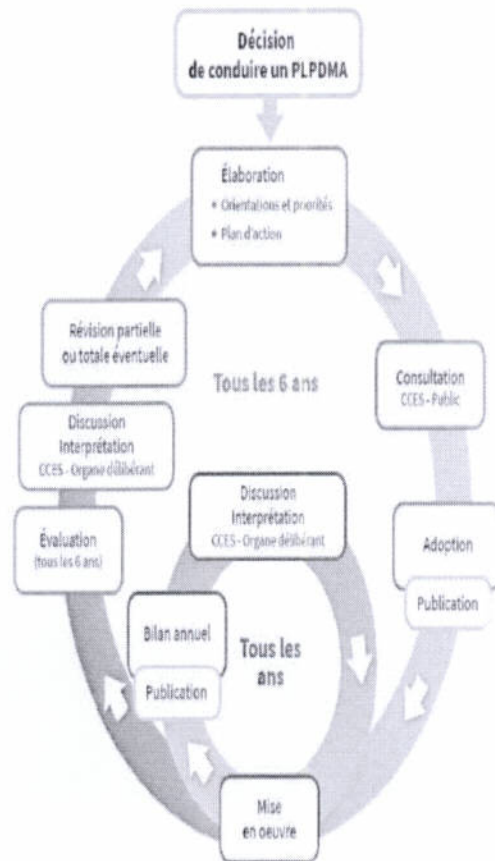 Décision
de conduire un PLPDMA
Élaboration
• Orientations et priorités
• Plan d'action
Révision partielle
ou totale éventuelle
Tous les 6 ans
Consultation
CCES - Public
Discussion
Interprétation
CCES - Organe délibérant
Discussion
Interprétation
CCES - Organe délibérant
Évaluation
(tous les 6 ans)
Adoption
Publication
Bilan annuel
Publication
Tous les
ans
Mise
en oeuvre